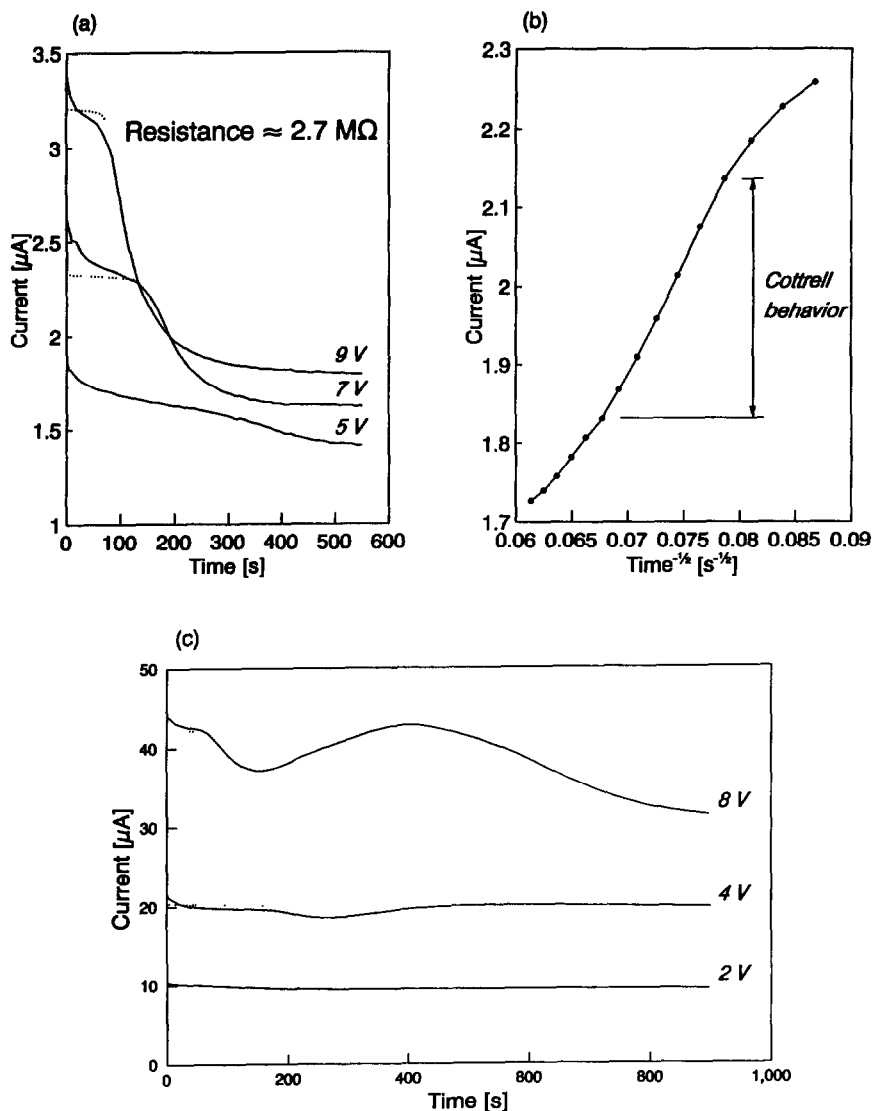 (a)
3.5
3
2.5
2
1.5
1
Current [μA]
Resistance ≈ 2.7 MΩ
9 V
7 V
5 V
0 100 200 300 400 500 600
Time [s]
(b)
2.3
2.2
2.1
2
1.9
1.8
1.7
Current [μA]
Cottrell
behavior
0.06 0.065 0.07 0.075 0.08 0.085 0.09
Time⁻½ [s⁻½]
(c)
50
40
30
20
10
0
Current [μA]
8 V
4 V
2 V
0 200 400 600 800 1,000
Time [s]